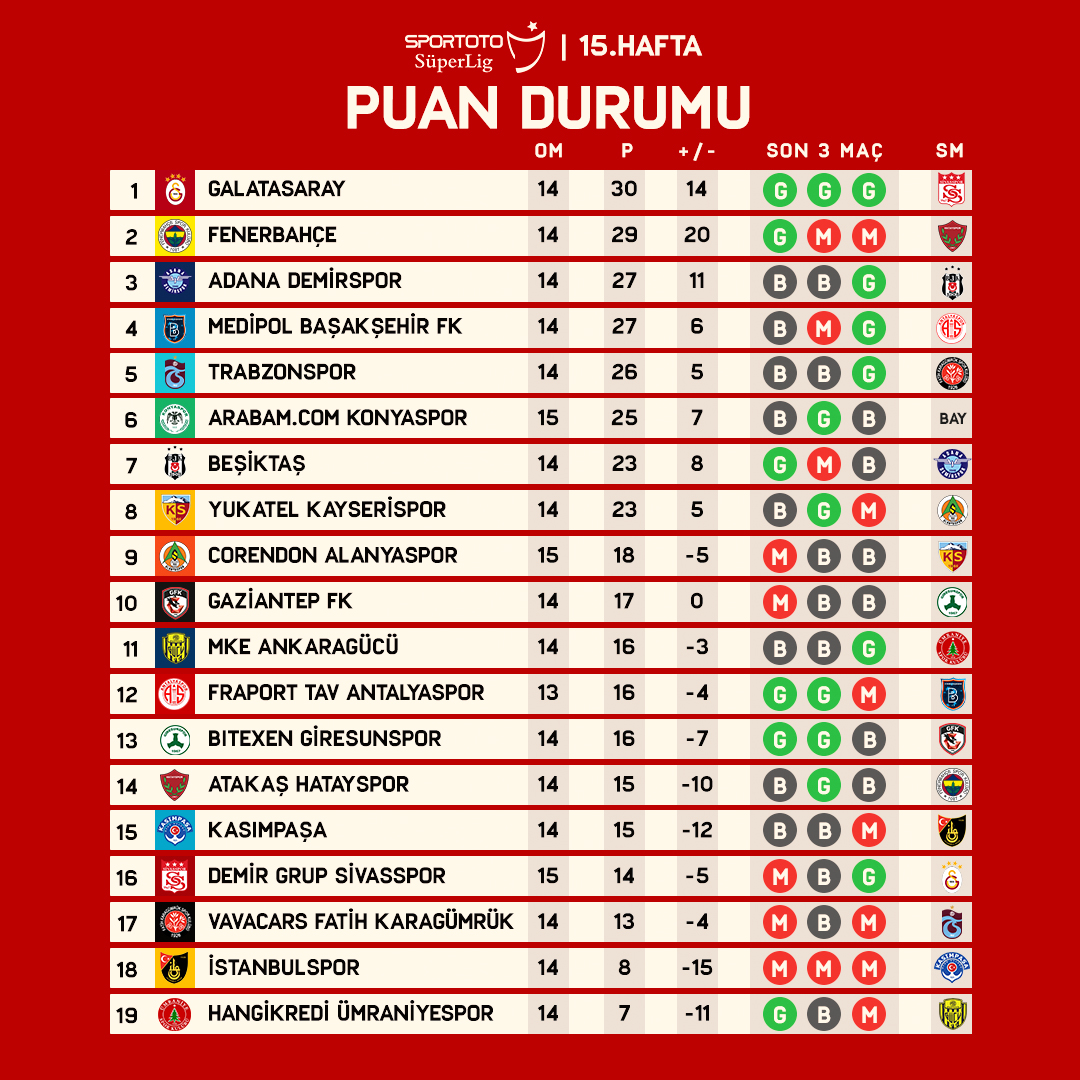 SPORTOTO
SüperLig
| 15.HAFTA
PUAN DURUMU
OM P +/- SON 3 MAÇ SM
1 GALATASARAY 14 30 14 G G G
2 FENERBAHÇE 14 29 20 G M M
3 ADANA DEMİRSPOR 14 27 11 B B G
4 MEDİPOL BAŞAKŞEHİR FK 14 27 6 B M G
5 TRABZONSPOR 14 26 5 B B G
6 ARABAM.COM KONYASPOR 15 25 7 B G B BAY
7 BEŞİKTAŞ 14 23 8 G M B
8 YUKATEL KAYSERİSPOR 14 23 5 B G M
9 CORENDON ALANYASPOR 15 18 -5 M B B
10 GAZİANTEP FK 14 17 0 M B B
11 MKE ANKARAGÜCÜ 14 16 -3 B B G
12 FRAPORT TAV ANTALYASPOR 13 16 -4 G G M
13 BITEXEN GİRESUNSPOR 14 16 -7 G G B
14 ATAKAŞ HATAYSPOR 14 15 -10 B G B
15 KASIMPAŞA 14 15 -12 B B M
16 DEMİR GRUP SİVASSPOR 15 14 -5 M B G
17 VAVACARS FATİH KARAGÜMRÜK 14 13 -4 M B M
18 İSTANBULSPOR 14 8 -15 M M M
19 HANGİKREDİ ÜMRANİYESPOR 14 7 -11 G B M